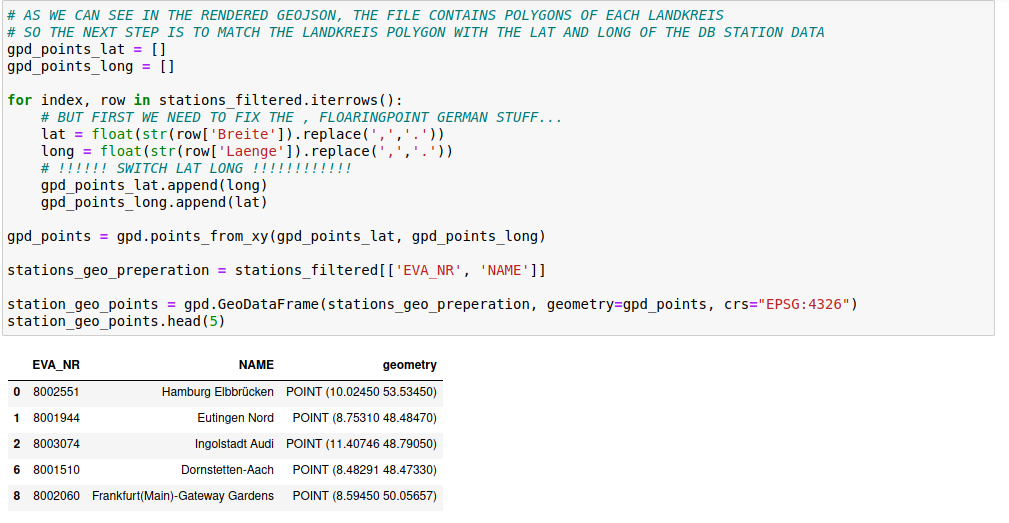 # AS WE CAN SEE IN THE RENDERED GEOJSON, THE FILE CONTAINS POLYGONS OF EACH LANDKREIS
# SO THE NEXT STEP IS TO MATCH THE LANDKREIS POLYGON WITH THE LAT AND LONG OF THE DB STATION DATA
gpd_points_lat = []
gpd_points_long = []
for index, row in stations_filtered.iterrows():
# BUT FIRST WE NEED TO FIX THE , FLOARINGPOINT GERMAN STUFF...
lat = float(str(row['Breite']).replace(',','.'))
long = float(str(row['Laenge']).replace(',','.'))
# !!!!!! SWITCH LAT LONG !!!!!!!!!!!!
gpd_points_lat.append(long)
gpd_points_long.append(lat)
gpd_points = gpd.points_from_xy(gpd_points_lat, gpd_points_long)
stations_geo_preperation = stations_filtered[['EVA_NR', 'NAME']]
station_geo_points = gpd.GeoDataFrame(stations_geo_preperation, geometry=gpd_points, crs="EPSG:4326")
station_geo_points.head(5)
EVA_NR NAME geometry
0 8002551 Hamburg Elbbrücken POINT (10.02450 53.53450)
1 8001944 Eutingen Nord POINT (8.75310 48.48470)
2 8003074 Ingolstadt Audi POINT (11.40746 48.79050)
6 8001510 Dornstetten-Aach POINT (8.48291 48.47330)
8 8002060 Frankfurt(Main)-Gateway Gardens POINT (8.59450 50.05657)